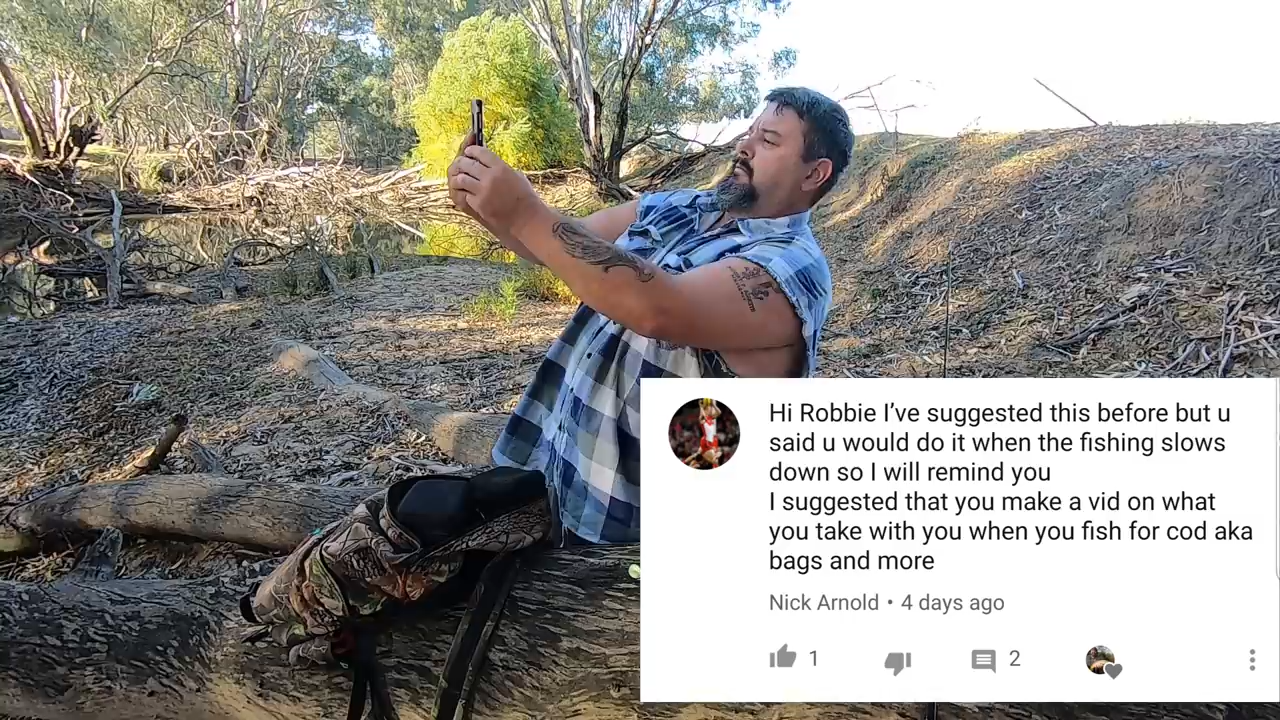 Hi Robbie I’ve suggested this before but u
said u would do it when the fishing slows
down so I will remind you
I suggested that you make a vid on what
you take with you when you fish for cod aka
bags and more
Nick Arnold • 4 days ago
1
2